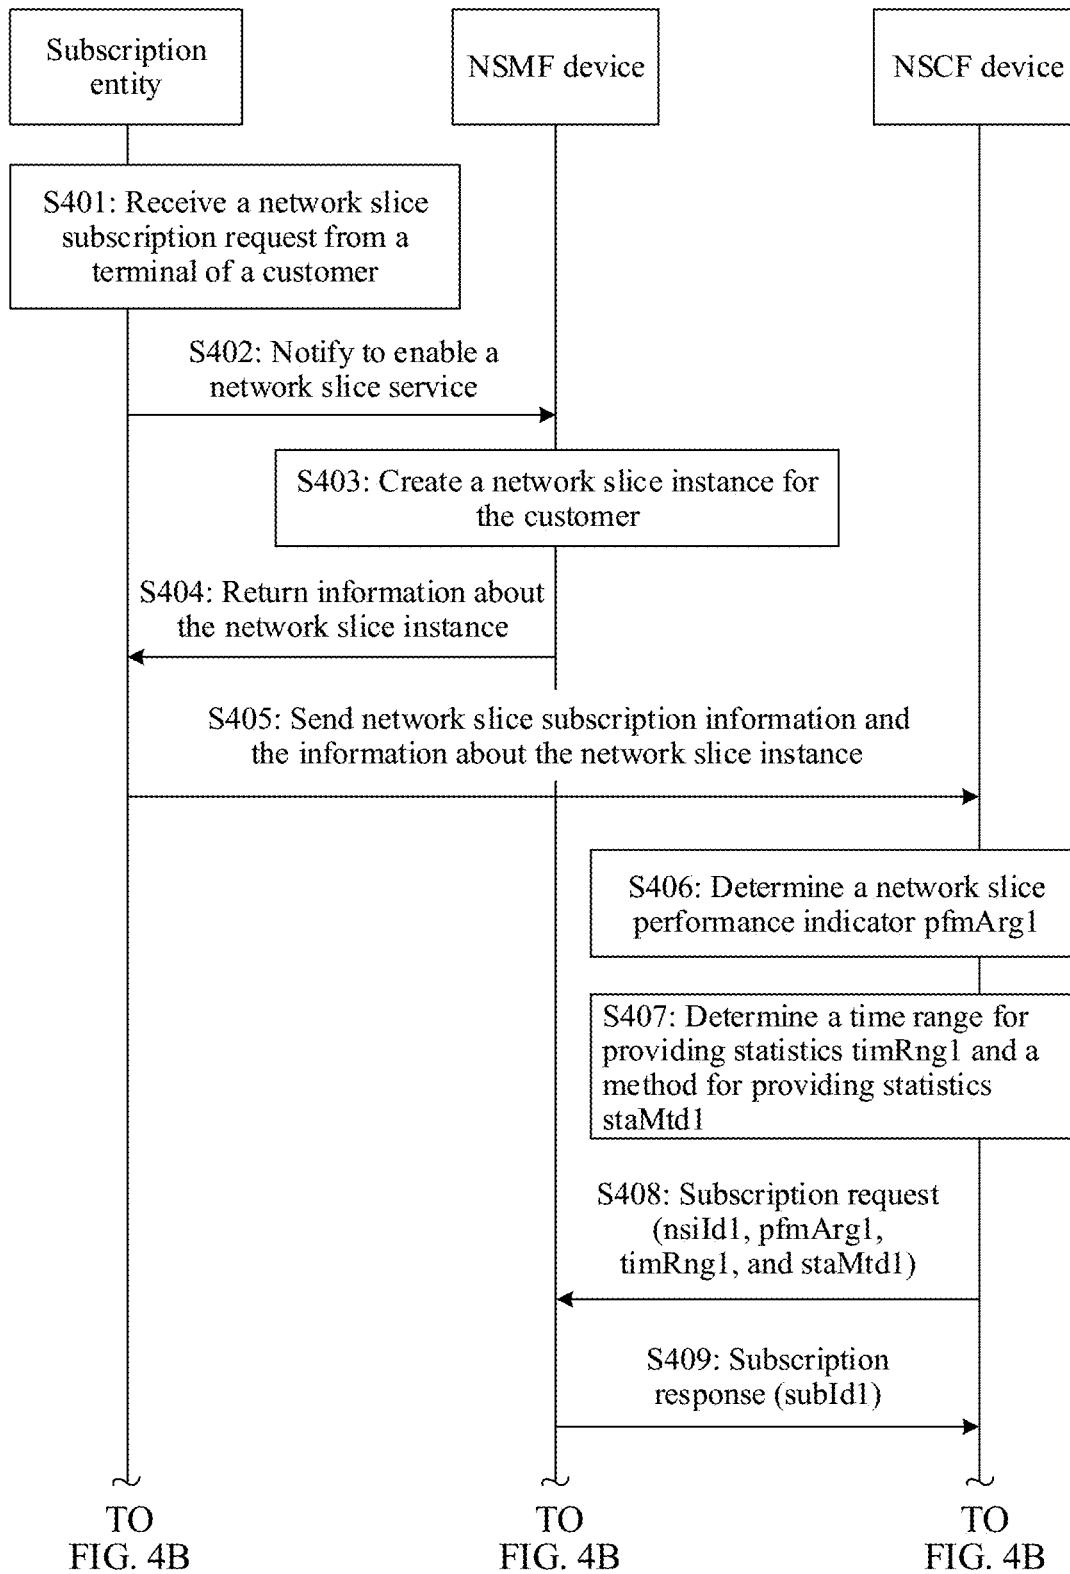 Subscription
entity
NSMF device
NSCF device
S401: Receive a network slice
subscription request from a
terminal of a customer
S402: Notify to enable a
network slice service
S403: Create a network slice instance for
the customer
S404: Return information about
the network slice instance
S405: Send network slice subscription information and
the information about the network slice instance
S406: Determine a network slice
performance indicator pfmArg1
S407: Determine a time range for
providing statistics timRng1 and a
method for providing statistics
staMtd1
S408: Subscription request
(nsiId1, pfmArg1,
timRng1, and staMtd1)
S409: Subscription
response (subId1)
TO
FIG. 4B
TO
FIG. 4B
TO
FIG. 4B